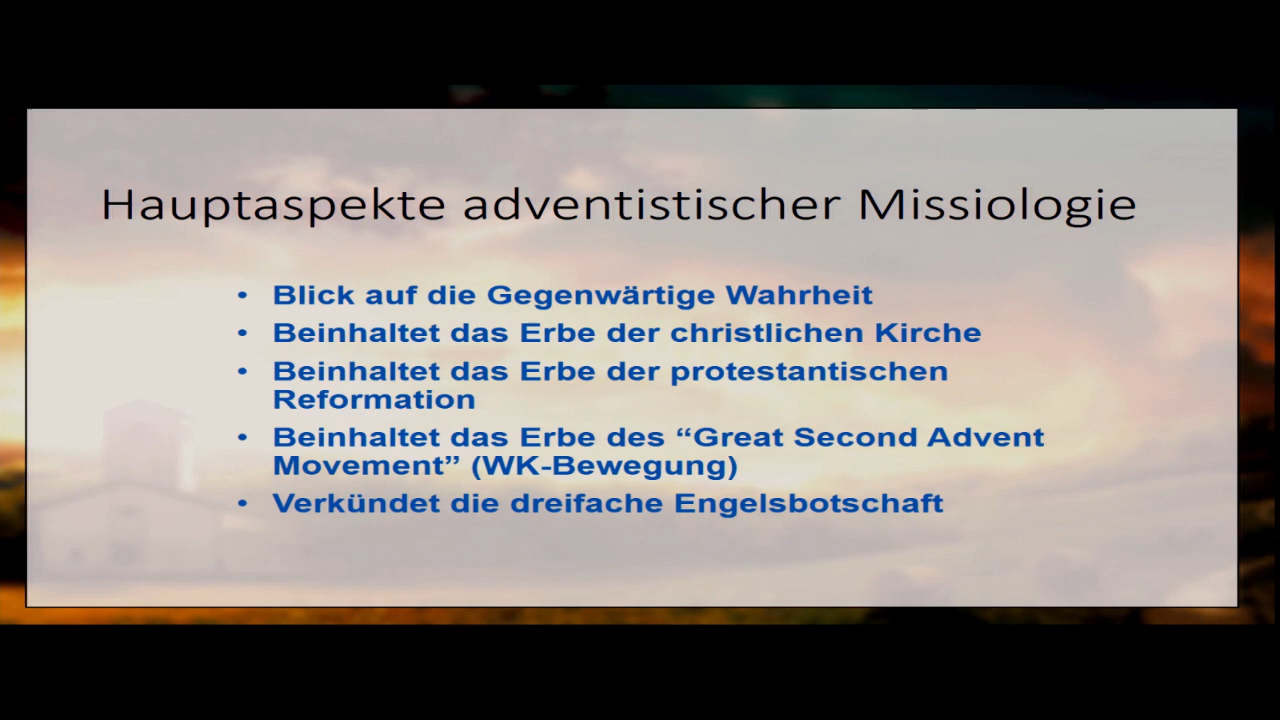 Hauptaspekte adventistischer Missiologie
• Blick auf die Gegenwärtige Wahrheit
• Beinhaltet das Erbe der christlichen Kirche
• Beinhaltet das Erbe der protestantischen
Reformation
• Beinhaltet das Erbe des “Great Second Advent
Movement” (WK-Bewegung)
• Verkündet die dreifache Engelsbotschaft